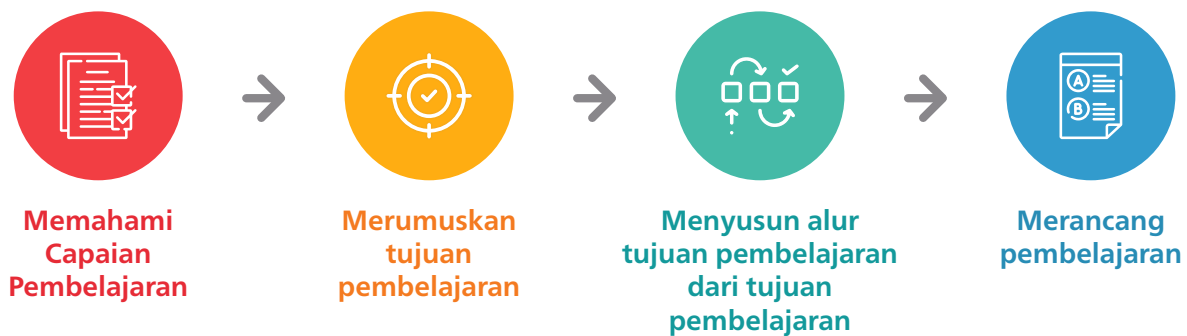 Memahami
Capaian
Pembelajaran
Merumuskan
tujuan
pembelajaran
Menyusun alur
tujuan pembelajaran
dari tujuan
pembelajaran
A
B
Merancang
pembelajaran